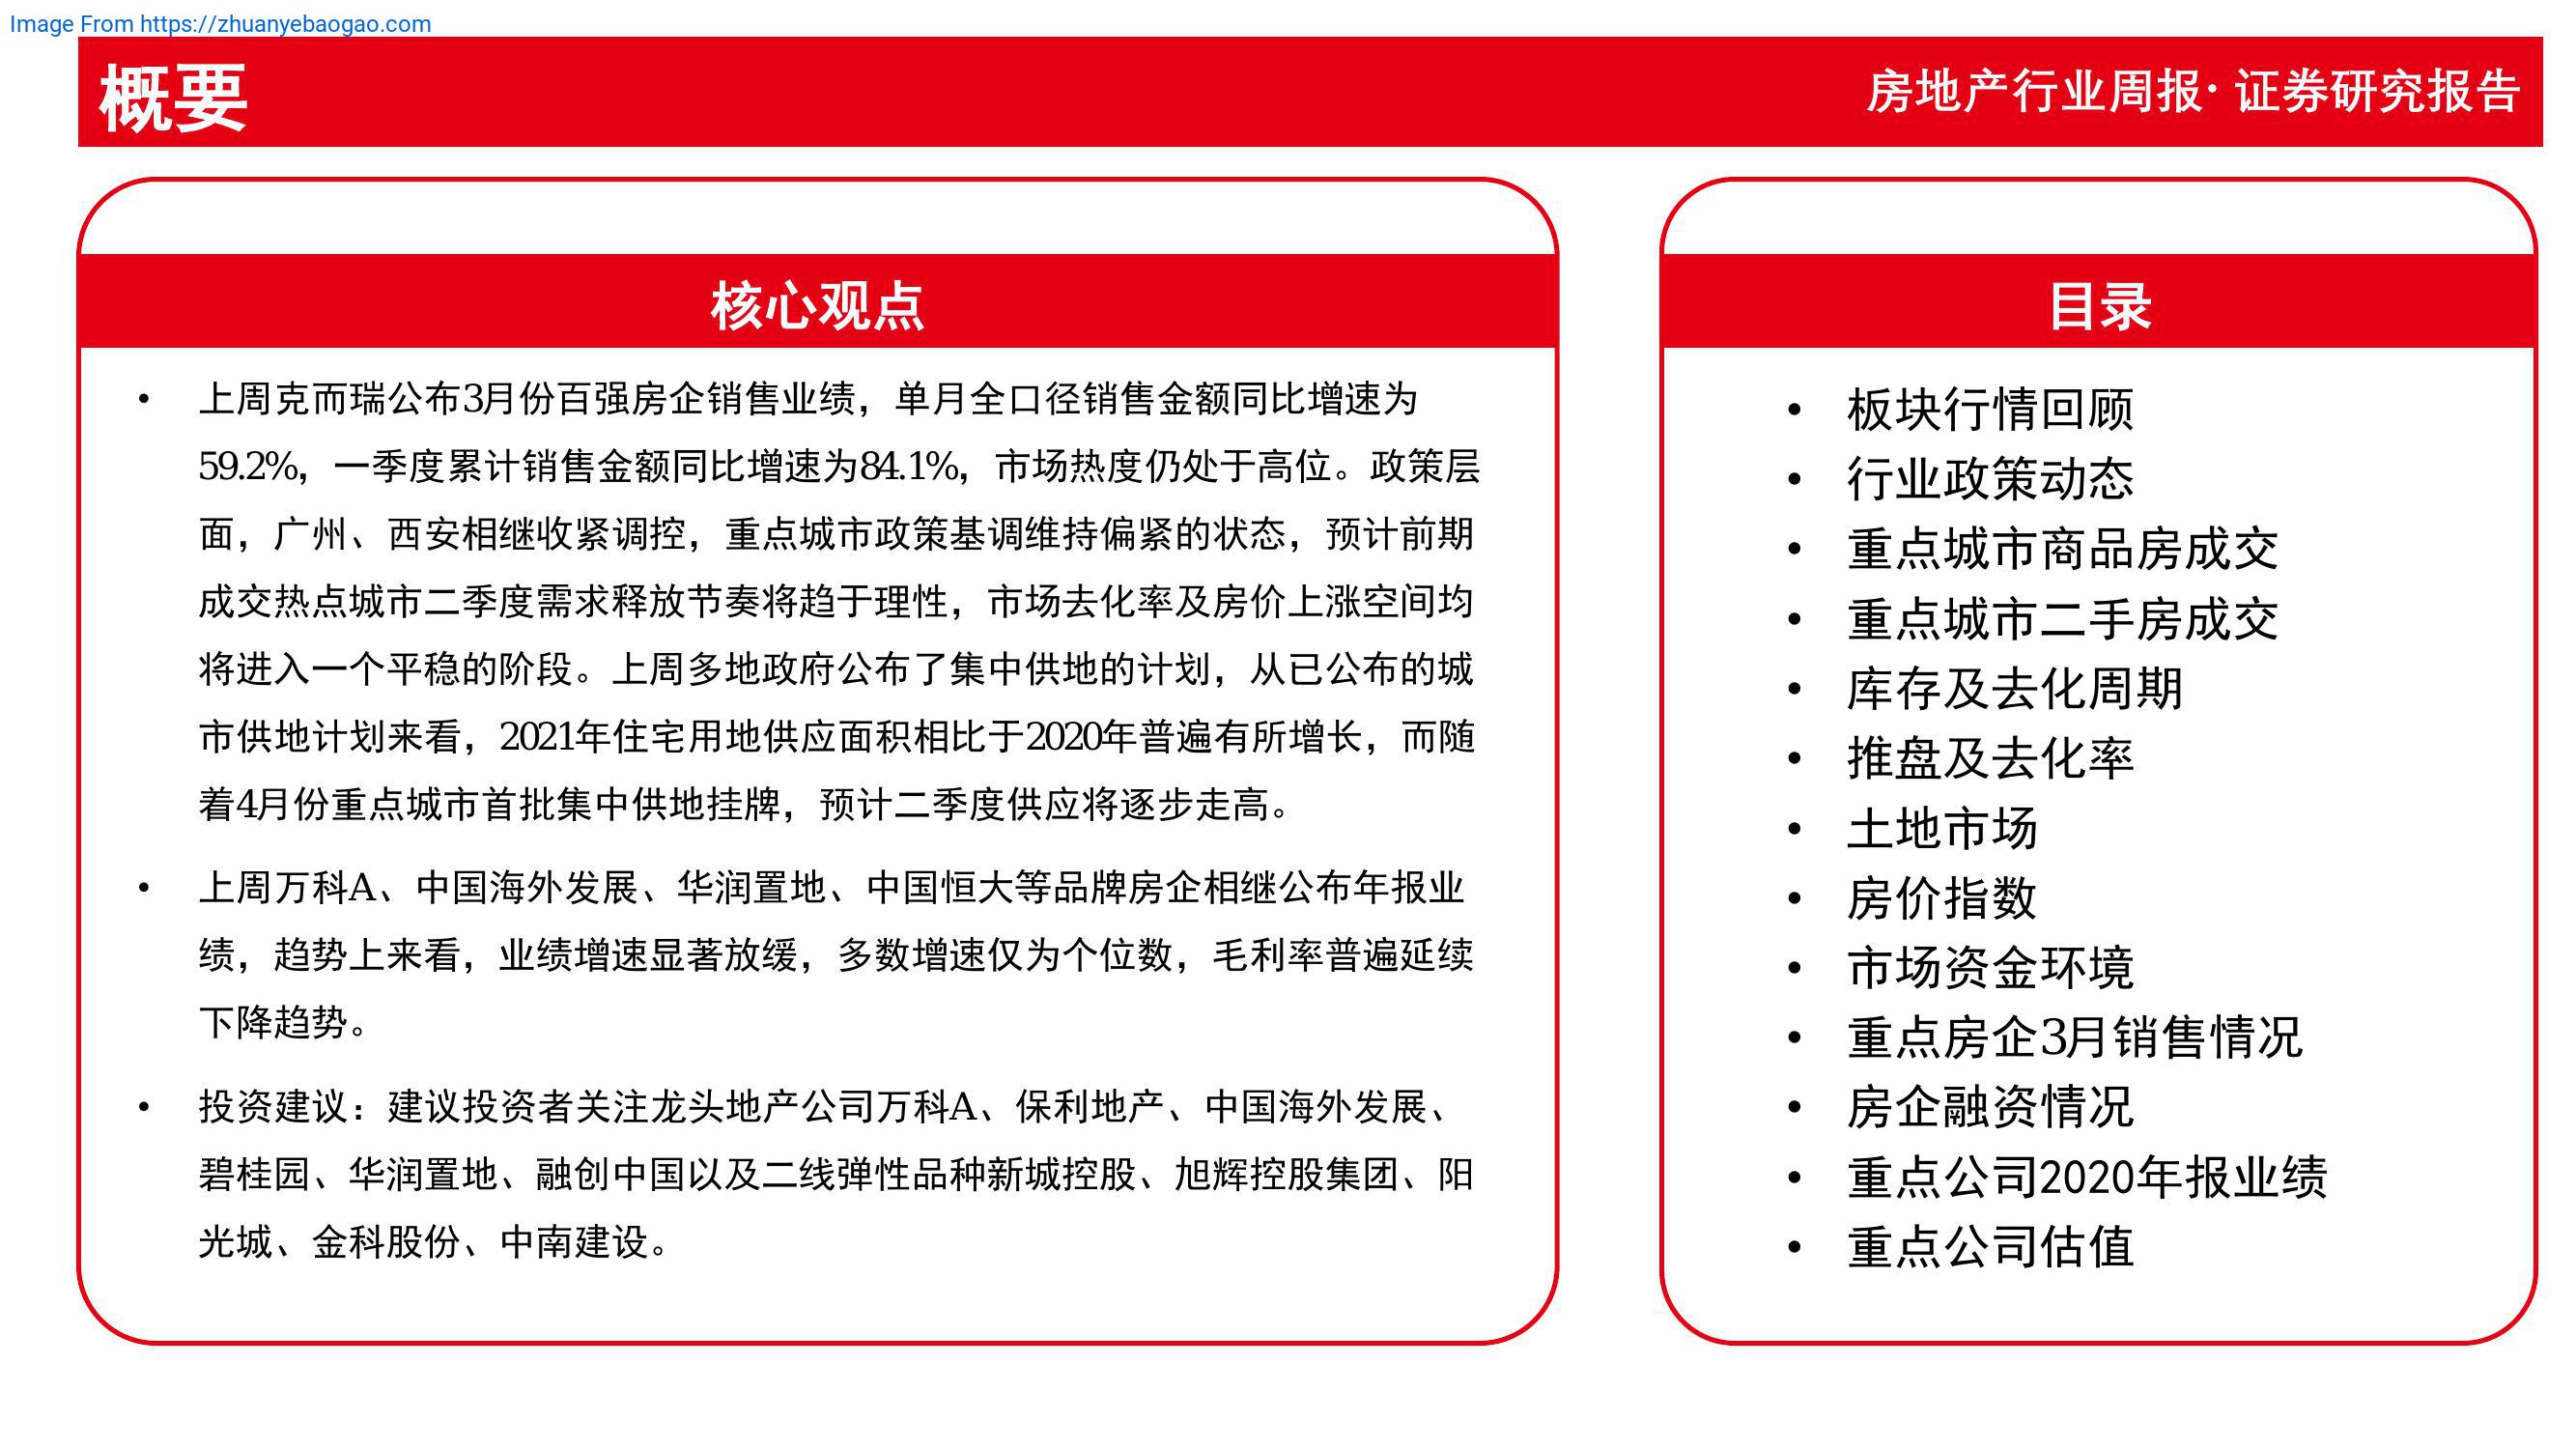 Image From https://zhuanyebaogao.com
概要
房地产行业周报· 证券研究报告
核心观点
• 上周克而瑞公布3月份百强房企销售业绩，单月全口径销售金额同比增速为
59.2%，一季度累计销售金额同比增速为84.1%，市场热度仍处于高位。政策层
面，广州、西安相继收紧调控，重点城市政策基调维持偏紧的状态，预计前期
成交热点城市二季度需求释放节奏将趋于理性，市场去化率及房价上涨空间均
将进入一个平稳的阶段。上周多地政府公布了集中供地的计划，从已公布的城
市供地计划来看，2021年住宅用地供应面积相比于2020年普遍有所增长，而随
着4月份重点城市首批集中供地挂牌，预计二季度供应将逐步走高。
• 上周万科A、中国海外发展、华润置地、中国恒大等品牌房企相继公布年报业
绩，趋势上来看，业绩增速显著放缓，多数增速仅为个位数，毛利率普遍延续
下降趋势。
• 投资建议：建议投资者关注龙头地产公司万科A、保利地产、中国海外发展、
碧桂园、华润置地、融创中国以及二线弹性品种新城控股、旭辉控股集团、阳
光城、金科股份、中南建设。
目录
• 板块行情回顾
• 行业政策动态
• 重点城市商品房成交
• 重点城市二手房成交
• 库存及去化周期
• 推盘及去化率
• 土地市场
• 房价指数
• 市场资金环境
• 重点房企3月销售情况
• 房企融资情况
• 重点公司2020年报业绩
• 重点公司估值